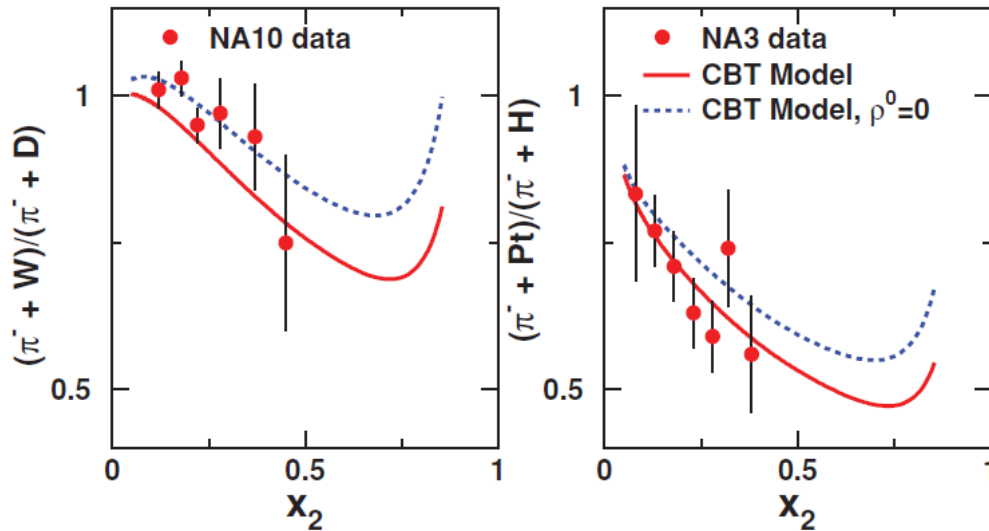 (π⁻ + W)/(π⁻ + D)
NA10 data
1
0.5
0
0.5
1
x₂
(π⁻ + Pt)/(π⁻ + H)
NA3 data
CBT Model
CBT Model, ρ⁰=0
1
0.5
0
0.5
1
x₂